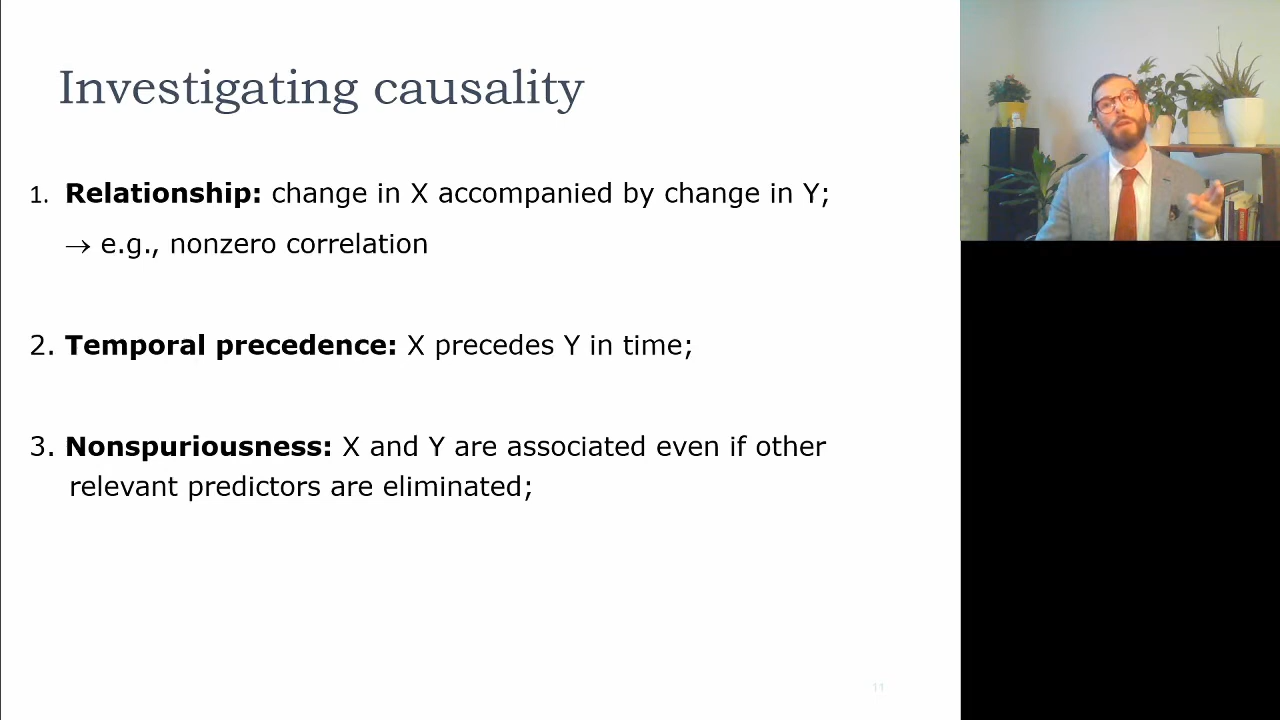 Investigating causality
1. Relationship: change in X accompanied by change in Y;
→ e.g., nonzero correlation
2. Temporal precedence: X precedes Y in time;
3. Nonspuriousness: X and Y are associated even if other
relevant predictors are eliminated;
11